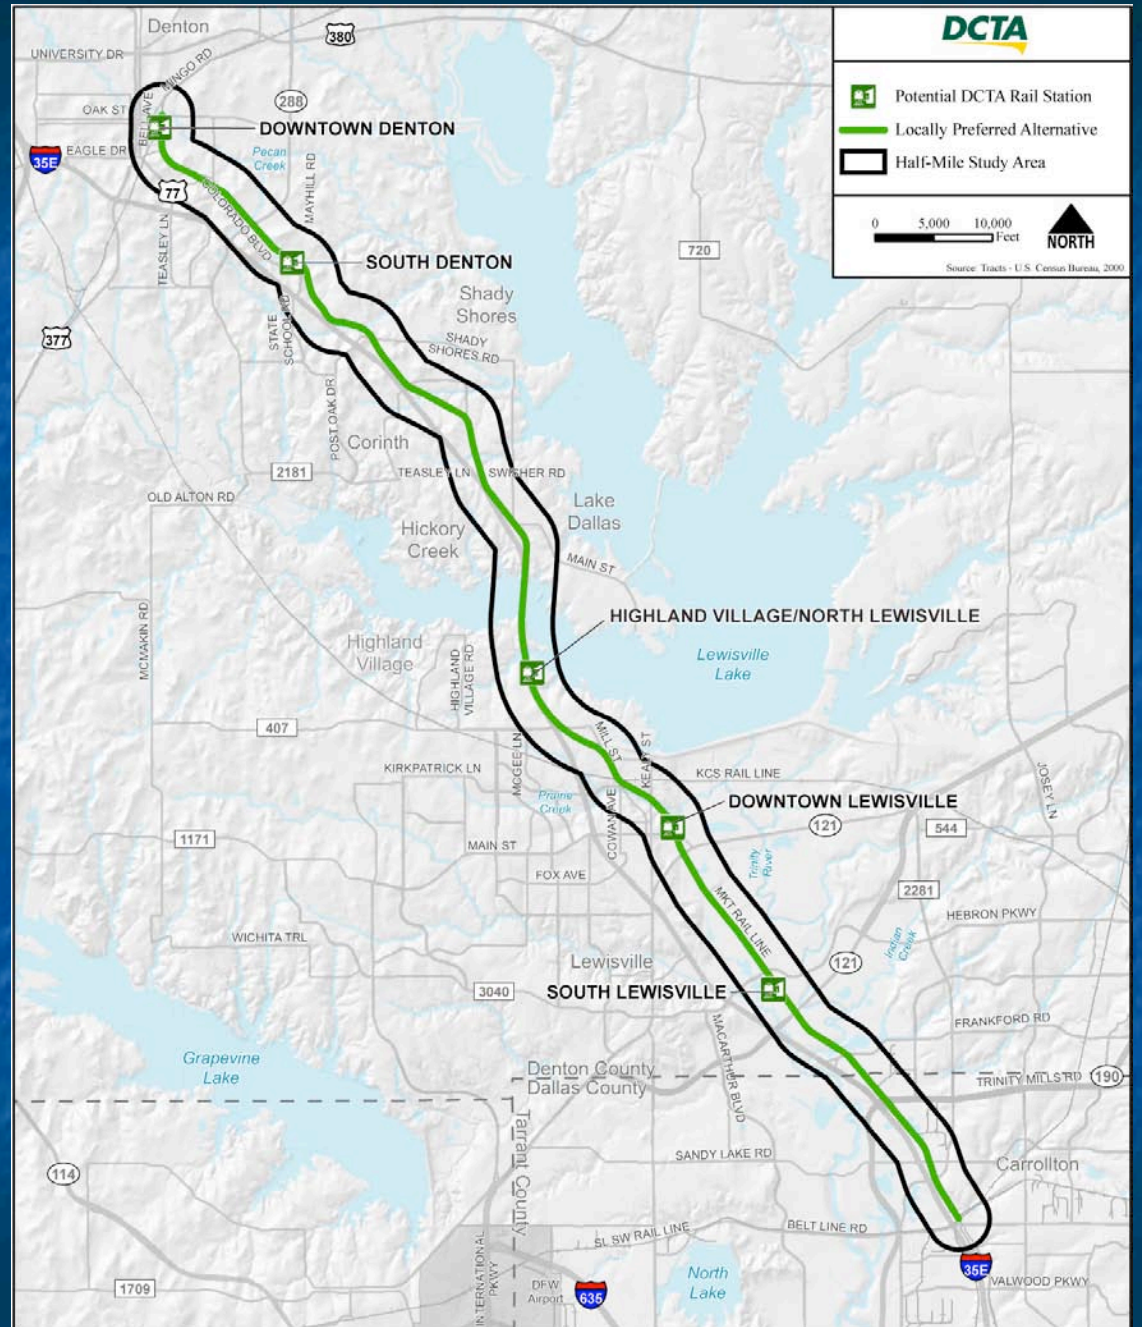 DCTA
Potential DCTA Rail Station
Locally Preferred Alternative
Half-Mile Study Area
0 5,000 10,000
Feet
NORTH
Source: Tracts - U.S. Census Bureau, 2000
Denton
380
UNIVERSITY DR
MINGO RD
OAK ST
BELL AVE
288
DOWNTOWN DENTON
EAGLE DR
35E
Pecan
Creek
77
COLORADO BLVD
MAYHILL RD
TEASLEY LN
720
SOUTH DENTON
Shady
Shores
377
STATE
SCHOOL RD
SHADY
SHORES RD
POST OAK DR
Corinth
2181
TEASLEY LN
SWISHER RD
OLD ALTON RD
Lake
Dallas
Hickory
Creek
MAIN ST
MCMAKIN RD
HIGHLAND VILLAGE/NORTH LEWISVILLE
Highland
Village
HIGHLAND
VILLAGE RD
Lewisville
Lake
407
MCGEE LN
MILL ST
KEALY ST
KIRKPATRICK LN
KCS RAIL LINE
JOSEY LN
Prairie
Creek
COWAN AVE
DOWNTOWN LEWISVILLE
121
544
1171
MAIN ST
Trinity
River
FOX AVE
2281
MKT RAIL LINE
HEBRON PKWY
WICHITA TRL
Indian
Creek
Lewisville
121
3040
SOUTH LEWISVILLE
FRANKFORD RD
MACARTHUR BLVD
Grapevine
Lake
Denton County
Dallas County
TRINITY MILLS RD
190
Tarrant County
SANDY LAKE RD
Carrollton
114
BELT LINE RD
SL SW RAIL LINE
INTERNATIONAL
PKWY
35E
North
Lake
VALWOOD PKWY
1709
DFW
Airport
635